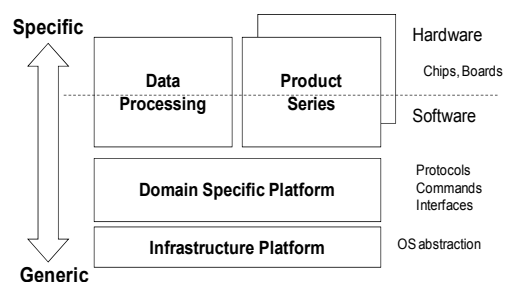 Specific
Hardware
Data
Processing
Product
Series
Chips, Boards
Software
Domain Specific Platform
Protocols
Commands
Interfaces
Infrastructure Platform
OS abstraction
Generic